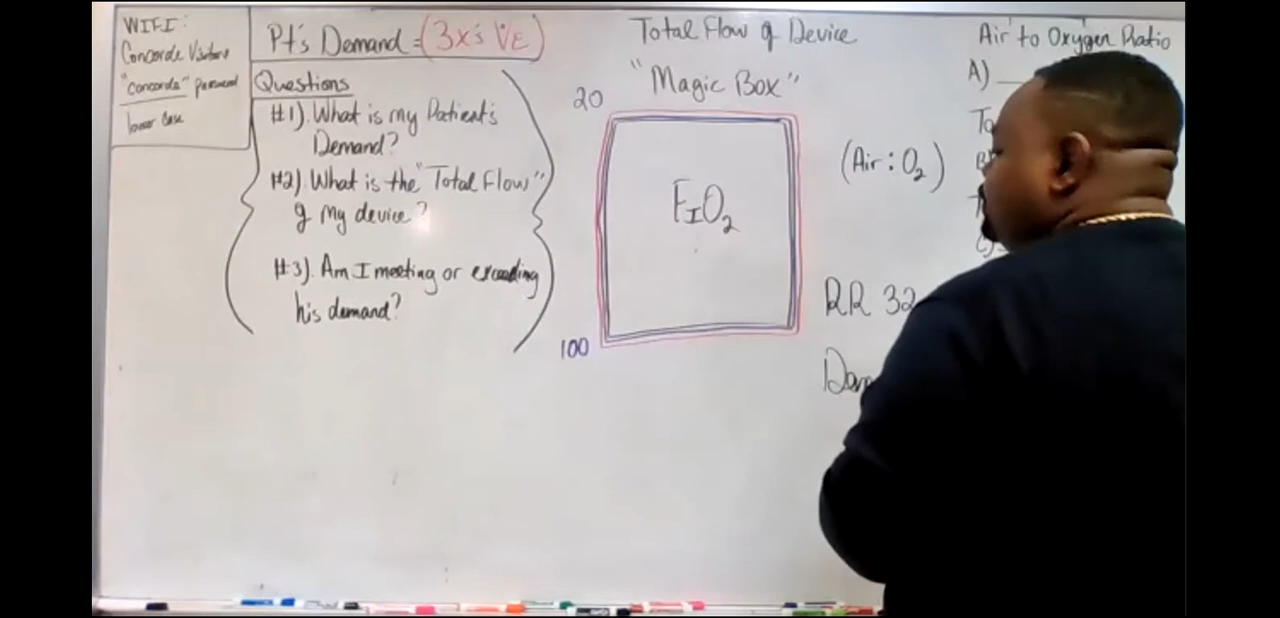 WIFI:
Concorde Visitors
"concorde" password
lower case
Pt's Demand = (3x's V̇E)
Questions
#1). What is my Patient's
Demand?
#2). What is the "Total Flow"
of my device?
#3). Am I meeting or exceeding
his demand?
Total Flow of Device
"Magic Box"
20
FIO2
100
(Air : O2)
RR 32
Air to Oxygen Ratio
A)